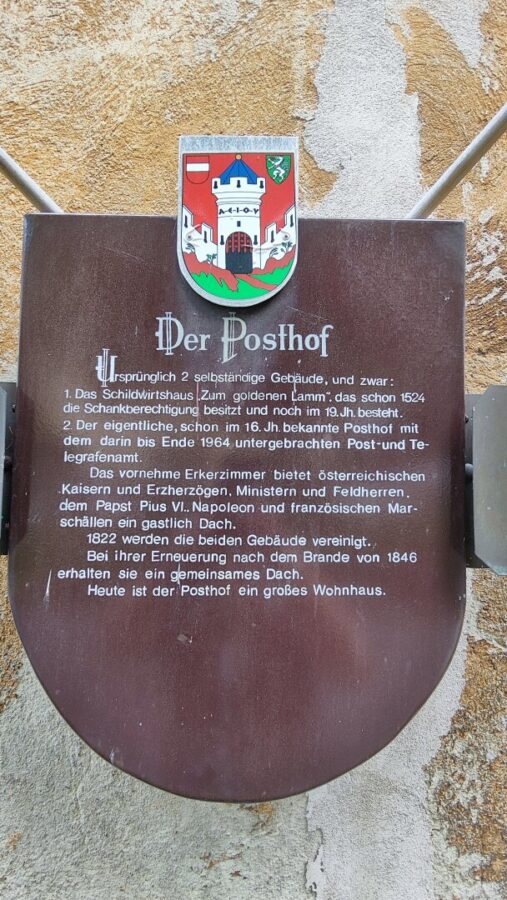 A·E·I·O·V
Der Posthof
Ursprünglich 2 selbständige Gebäude, und zwar:
1. Das Schildwirtshaus „Zum goldenen Lamm“, das schon 1524
die Schankberechtigung besitzt und noch im 19. Jh. besteht.
2. Der eigentliche, schon im 16. Jh. bekannte Posthof mit
dem darin bis Ende 1964 untergebrachten Post-und Te-
legrafenamt.
Das vornehme Erkerzimmer bietet österreichischen
Kaisern und Erzherzögen, Ministern und Feldherren,
dem Papst Pius VI., Napoleon und französischen Mar-
schällen ein gastlich Dach.
1822 werden die beiden Gebäude vereinigt.
Bei ihrer Erneuerung nach dem Brande von 1846
erhalten sie ein gemeinsames Dach.
Heute ist der Posthof ein großes Wohnhaus.